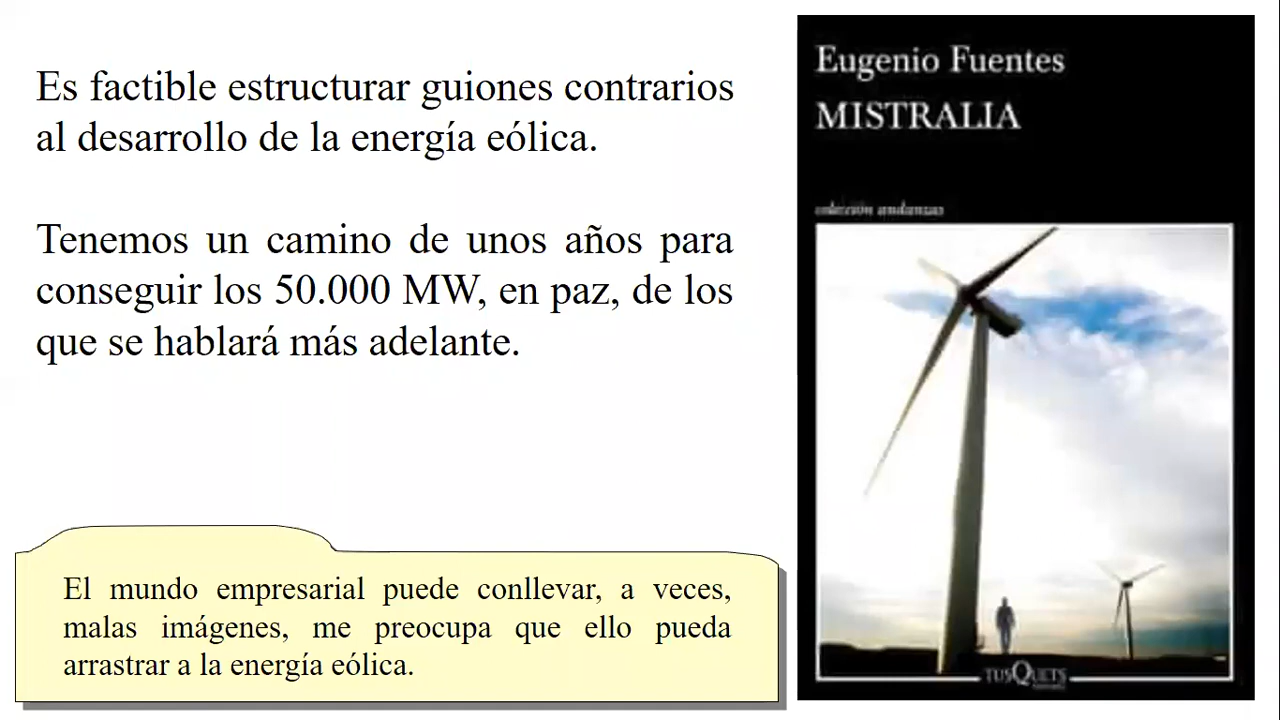 Es factible estructurar guiones contrarios
al desarrollo de la energía eólica.
Tenemos un camino de unos años para
conseguir los 50.000 MW, en paz, de los
que se hablará más adelante.
El mundo empresarial puede conllevar, a veces,
malas imágenes, me preocupa que ello pueda
arrastrar a la energía eólica.
Eugenio Fuentes
MISTRALIA
colección andanzas
TUSQUETS